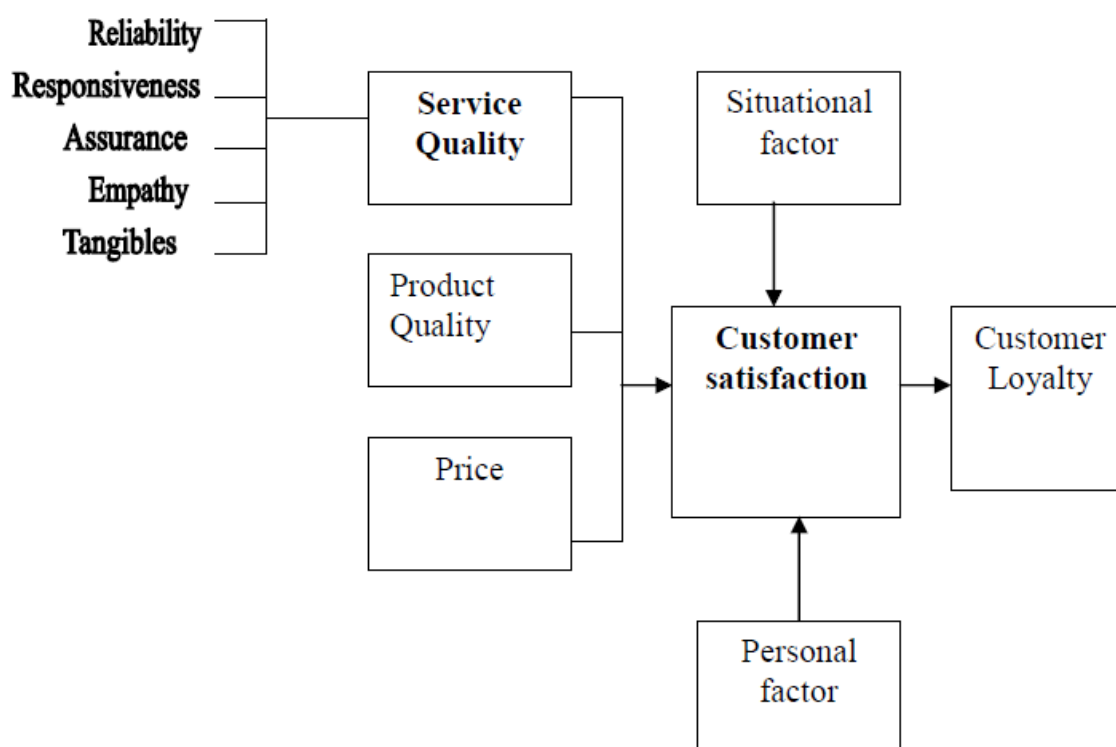 Reliability
Responsiveness
Assurance
Empathy
Tangibles
Service
Quality
Product
Quality
Price
Situational
factor
Customer
satisfaction
Personal
factor
Customer
Loyalty